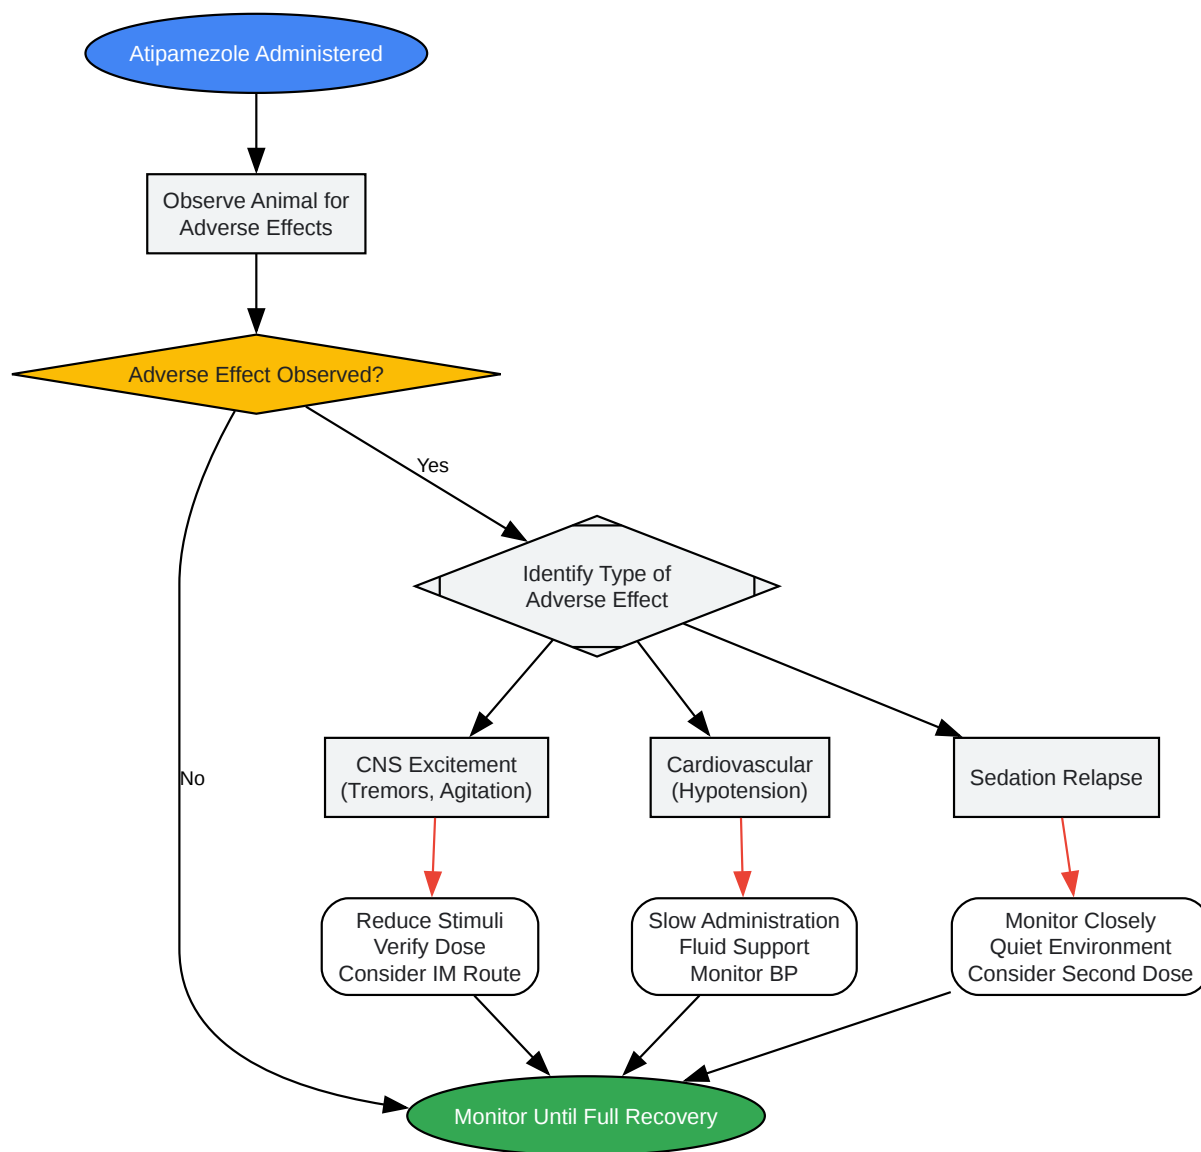 Atipamezole Administered
Observe Animal for
Adverse Effects
Adverse Effect Observed?
Yes
Identify Type of
Adverse Effect
No
CNS Excitement
(Tremors, Agitation)
Cardiovascular
(Hypotension)
Sedation Relapse
Reduce Stimuli
Verify Dose
Consider IM Route
Slow Administration
Fluid Support
Monitor BP
Monitor Closely
Quiet Environment
Consider Second Dose
Monitor Until Full Recovery